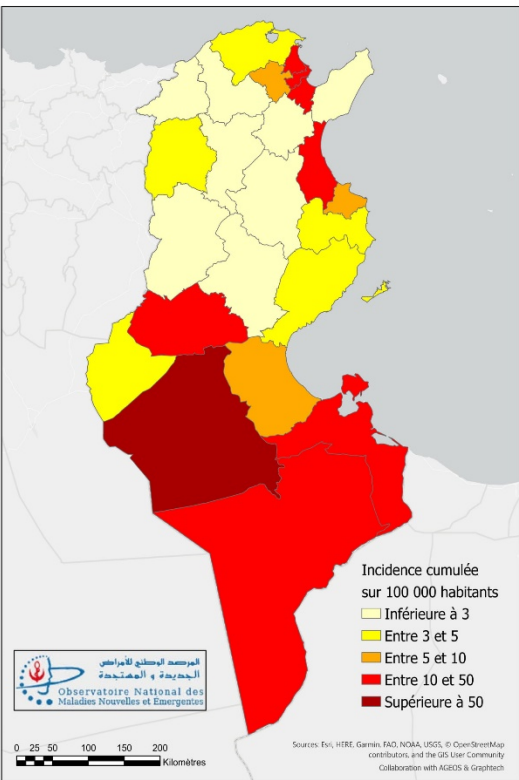 Incidence cumulée
sur 100 000 habitants
Inférieure à 3
Entre 3 et 5
Entre 5 et 10
Entre 10 et 50
Supérieure à 50
المرصد الوطني للأمراض
الجديدة و المستجدة
Observatoire National des
Maladies Nouvelles et Emergentes
0 25 50 100 150 200
Kilomètres
Sources: Esri, HERE, Garmin, FAO, NOAA, USGS, © OpenStreetMap
contributors, and the GIS User Community
Collaboration with AGEOS & Graphtech